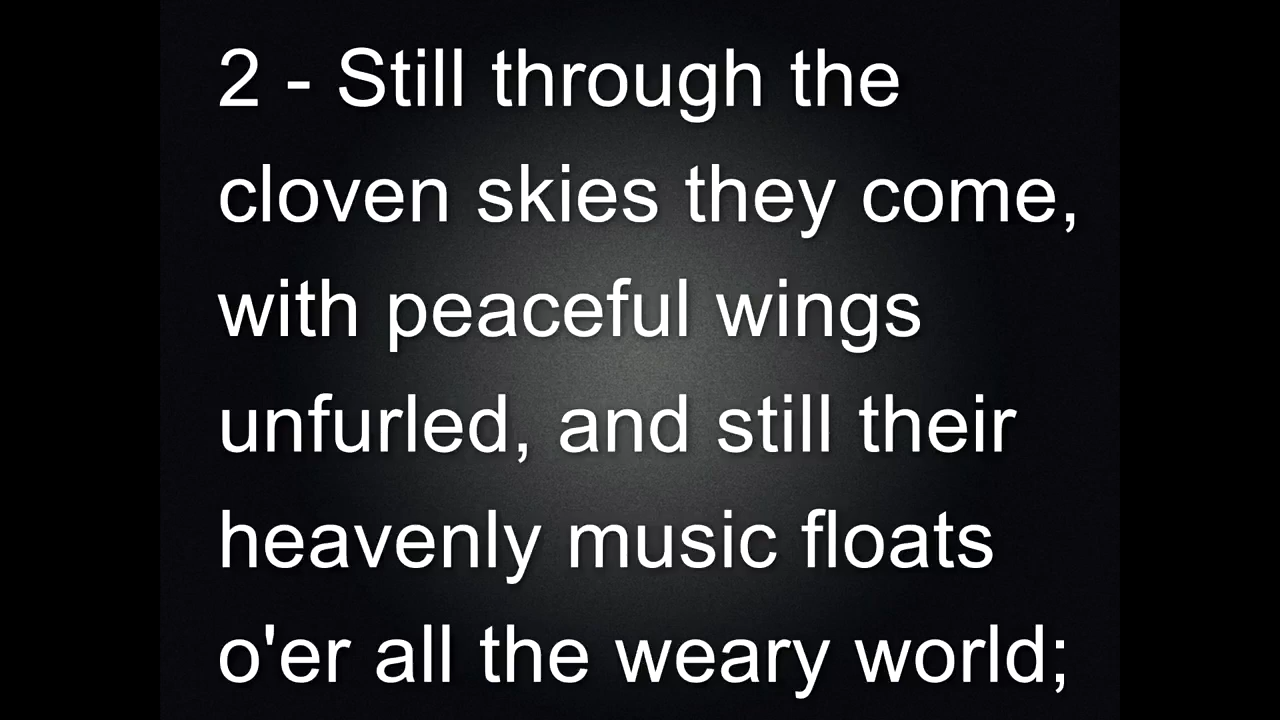 2 - Still through the
cloven skies they come,
with peaceful wings
unfurled, and still their
heavenly music floats
o'er all the weary world;